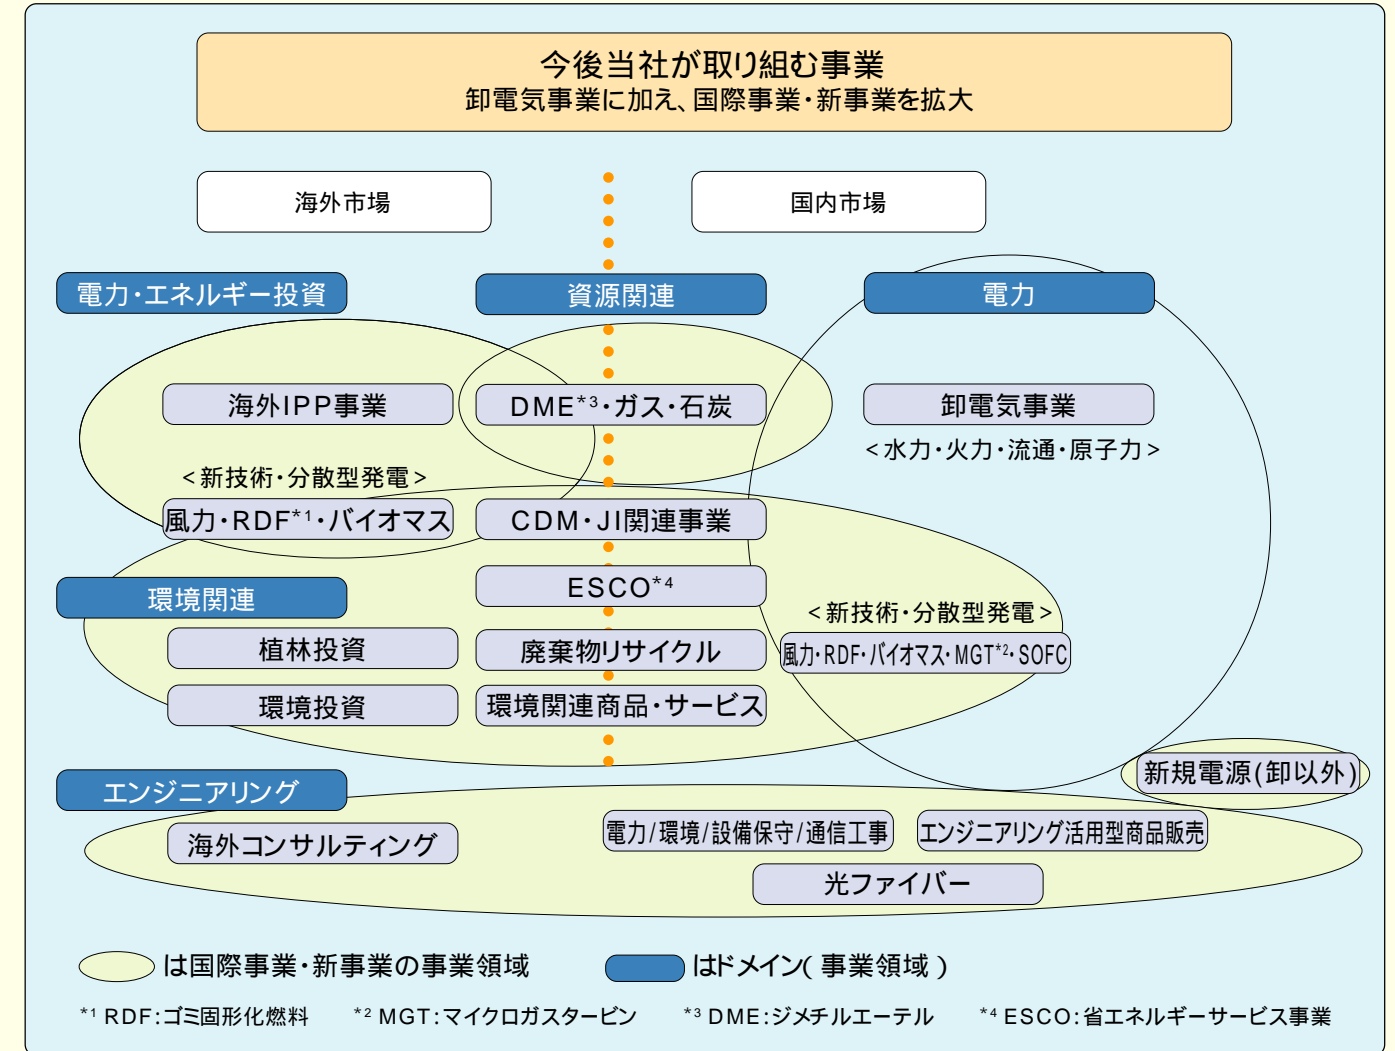 今後当社が取り組む事業
卸電気事業に加え、国際事業・新事業を拡大
海外市場
国内市場
電力・エネルギー投資
資源関連
電力
海外IPP事業
DME*3・ガス・石炭
卸電気事業
<水力・火力・流通・原子力>
<新技術・分散型発電>
風力・RDF*1・バイオマス
CDM・JI関連事業
環境関連
ESCO*4
<新技術・分散型発電>
植林投資
廃棄物リサイクル
風力・RDF・バイオマス・MGT*2・SOFC
環境投資
環境関連商品・サービス
新規電源(卸以外)
エンジニアリング
海外コンサルティング
電力/環境/設備保守/通信工事
エンジニアリング活用型商品販売
光ファイバー
は国際事業・新事業の事業領域
はドメイン(事業領域)
*1 RDF:ゴミ固形化燃料
*2 MGT:マイクロガスタービン
*3 DME:ジメチルエーテル
*4 ESCO:省エネルギーサービス事業